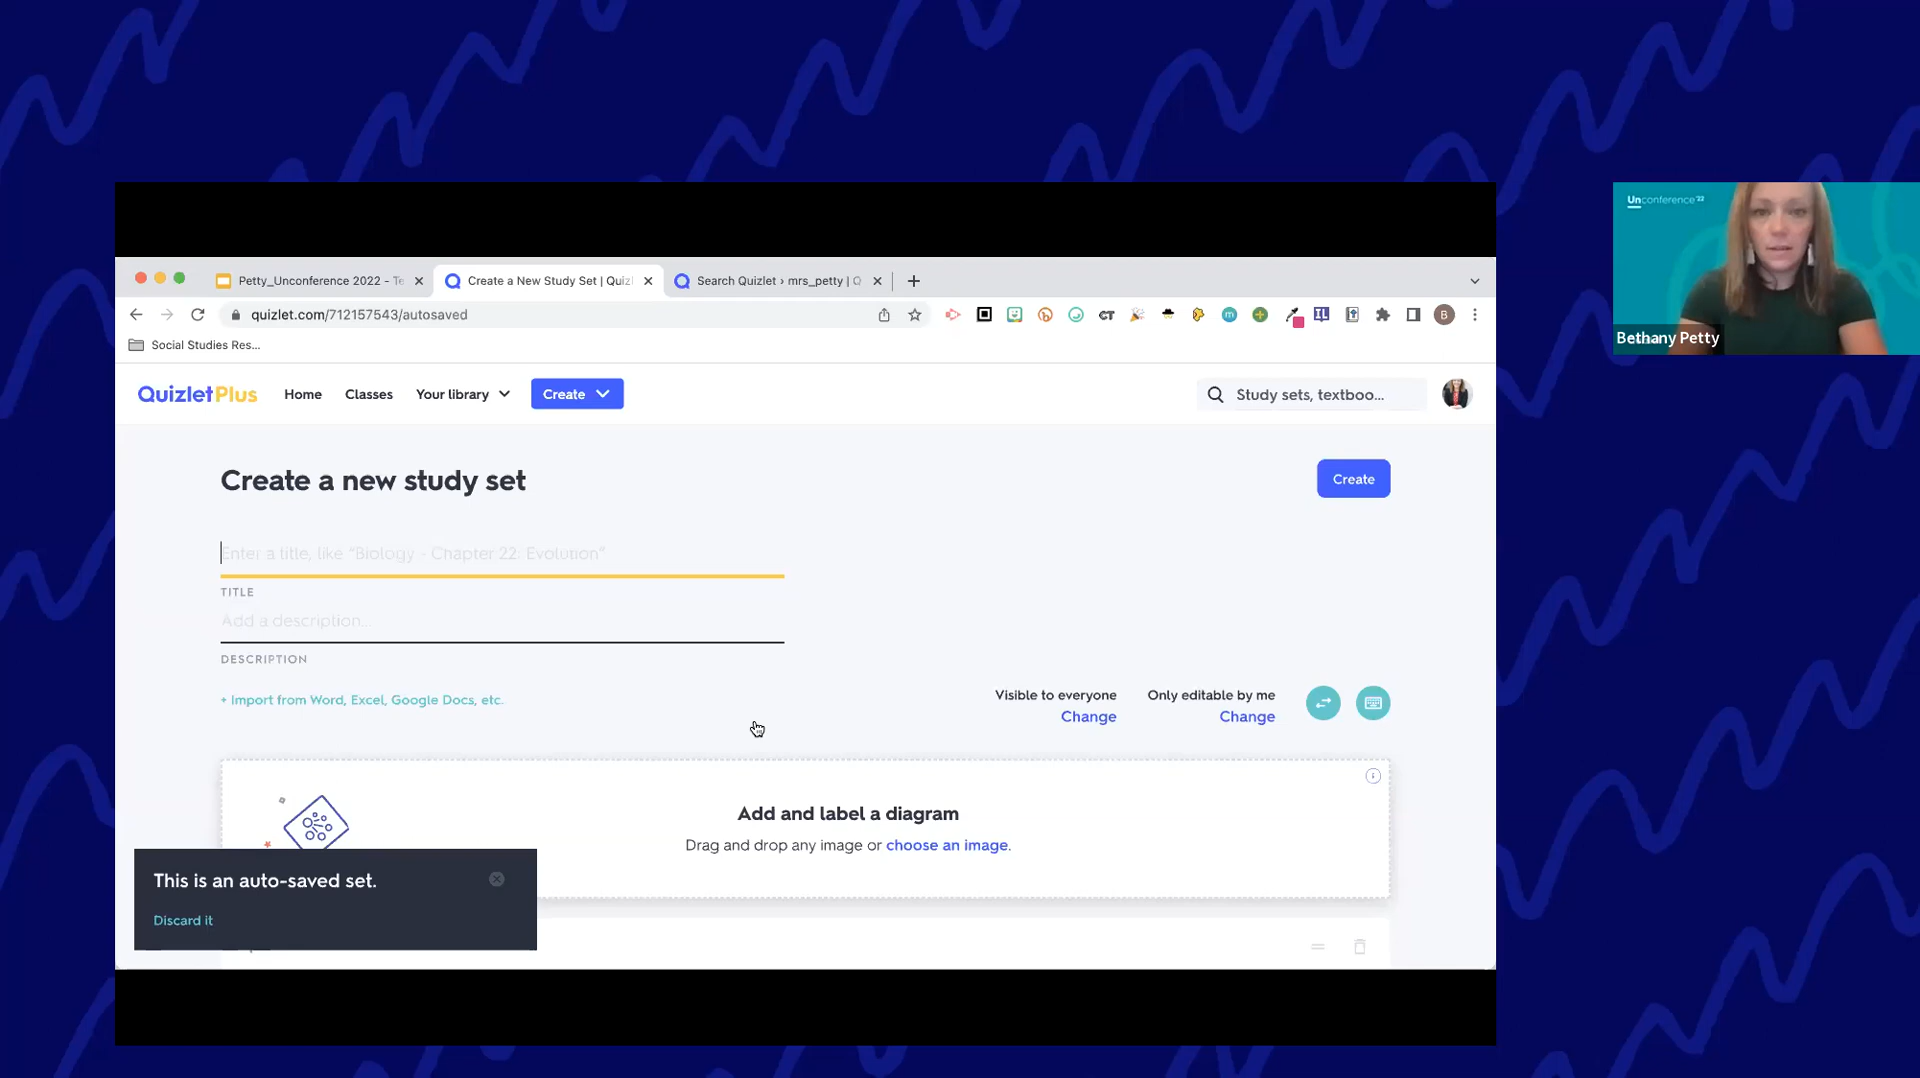 Unconference '22
Bethany Petty
Petty_Unconference 2022 - Te
Create a New Study Set | Quiz
Search Quizlet › mrs_petty | Q
quizlet.com/712157543/autosaved
CT
m
IL
B
Social Studies Res...
QuizletPlus
Home
Classes
Your library
Create
Study sets, textboo...
Create a new study set
Create
Enter a title, like "Biology - Chapter 22: Evolution"
TITLE
Add a description...
DESCRIPTION
+ Import from Word, Excel, Google Docs, etc.
Visible to everyone
Change
Only editable by me
Change
Add and label a diagram
Drag and drop any image or choose an image.
This is an auto-saved set.
Discard it